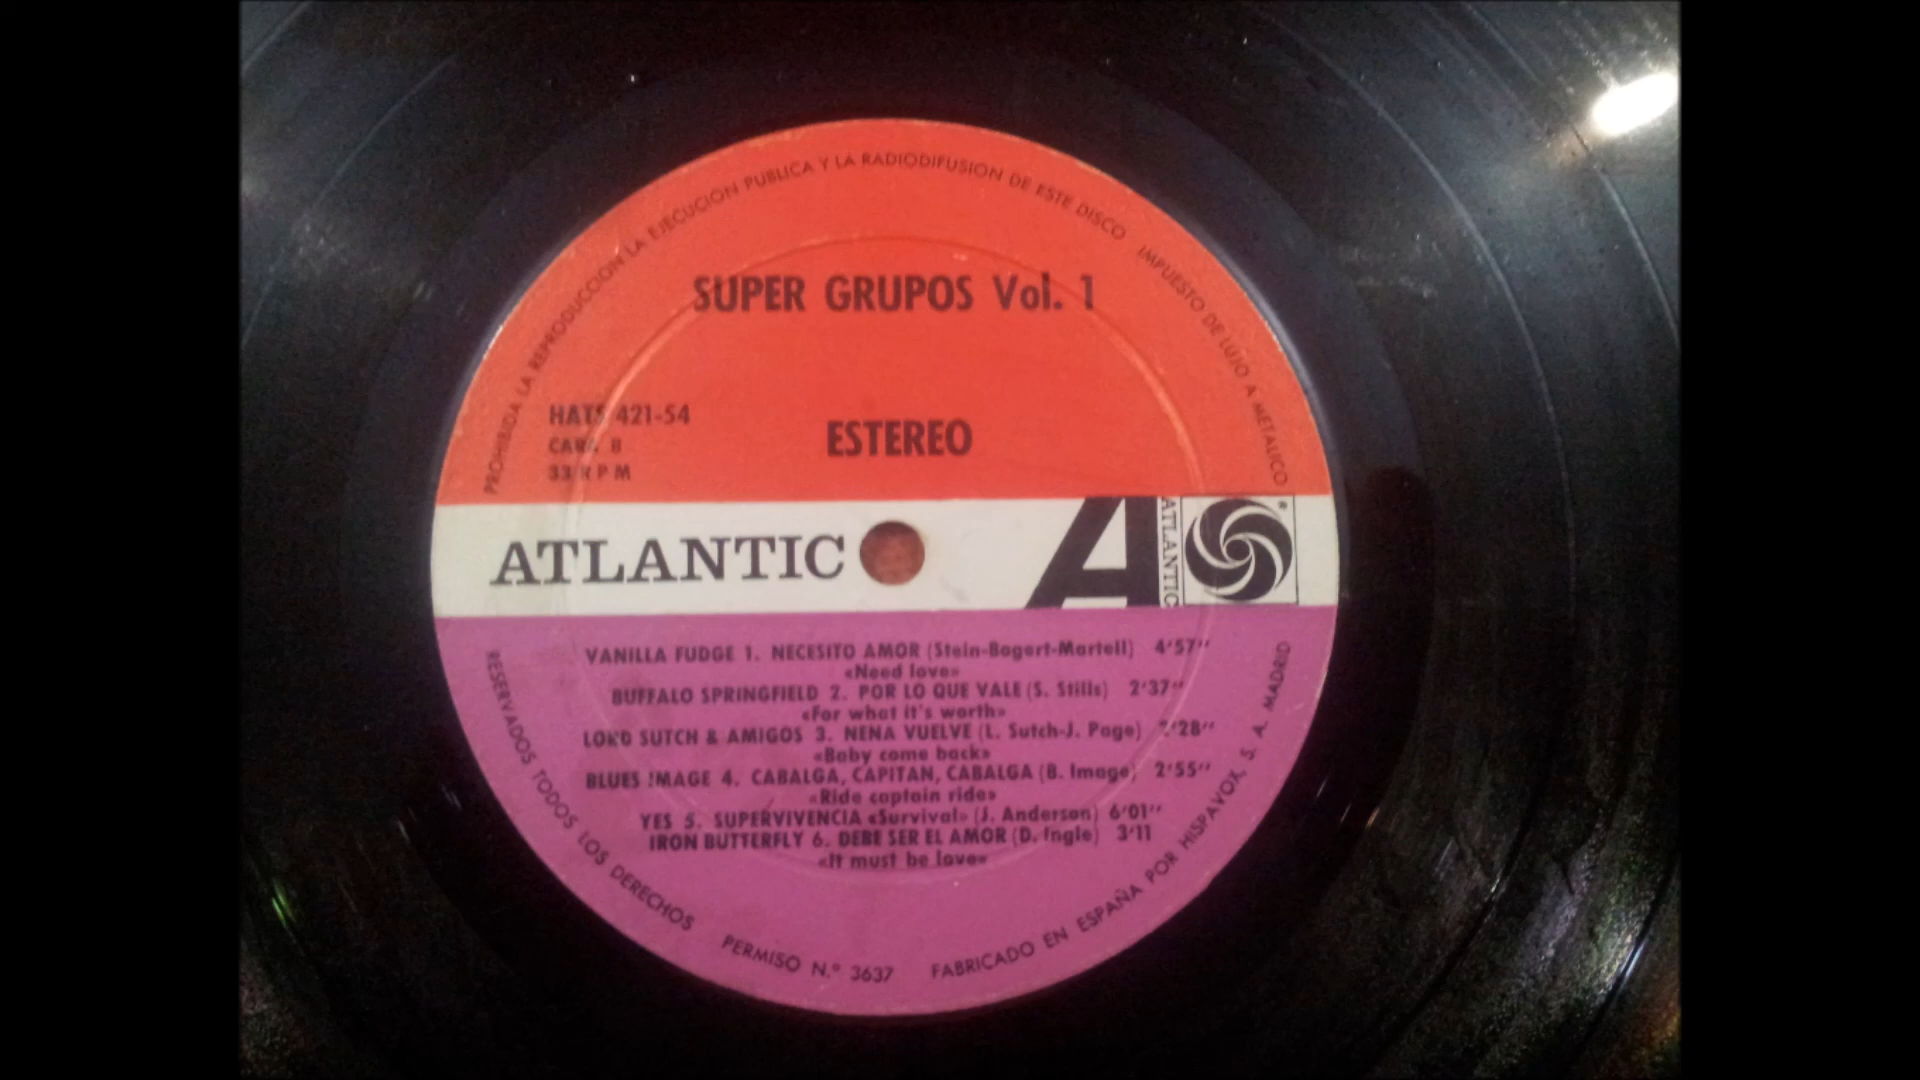 PROHIBIDA LA REPRODUCCION LA EJECUCION PUBLICA Y LA RADIODIFUSION DE ESTE DISCO IMPUESTO DE LUJO A METALICO
SUPER GRUPOS Vol. 1
HATS 421-54
CARA B
33 R P M
ESTEREO
ATLANTIC
A
ATLANTIC
®
VANILLA FUDGE 1. NECESITO AMOR (Stein-Bogert-Martell) 4'57''
«Need love»
BUFFALO SPRINGFIELD 2. POR LO QUE VALE (S. Stills) 2'37''
«For what it's worth»
LORD SUTCH & AMIGOS 3. NENA VUELVE (L. Sutch-J. Page) 2'28''
«Baby come back»
BLUES IMAGE 4. CABALGA, CAPITAN, CABALGA (B. Image) 2'55''
«Ride captain ride»
YES 5. SUPERVIVENCIA «Survival» (J. Anderson) 6'01''
IRON BUTTERFLY 6. DEBE SER EL AMOR (D. Ingle) 3'11
«It must be love»
RESERVADOS TODOS LOS DERECHOS PERMISO N.º 3637 FABRICADO EN ESPAÑA POR HISPAVOX, S. A. MADRID